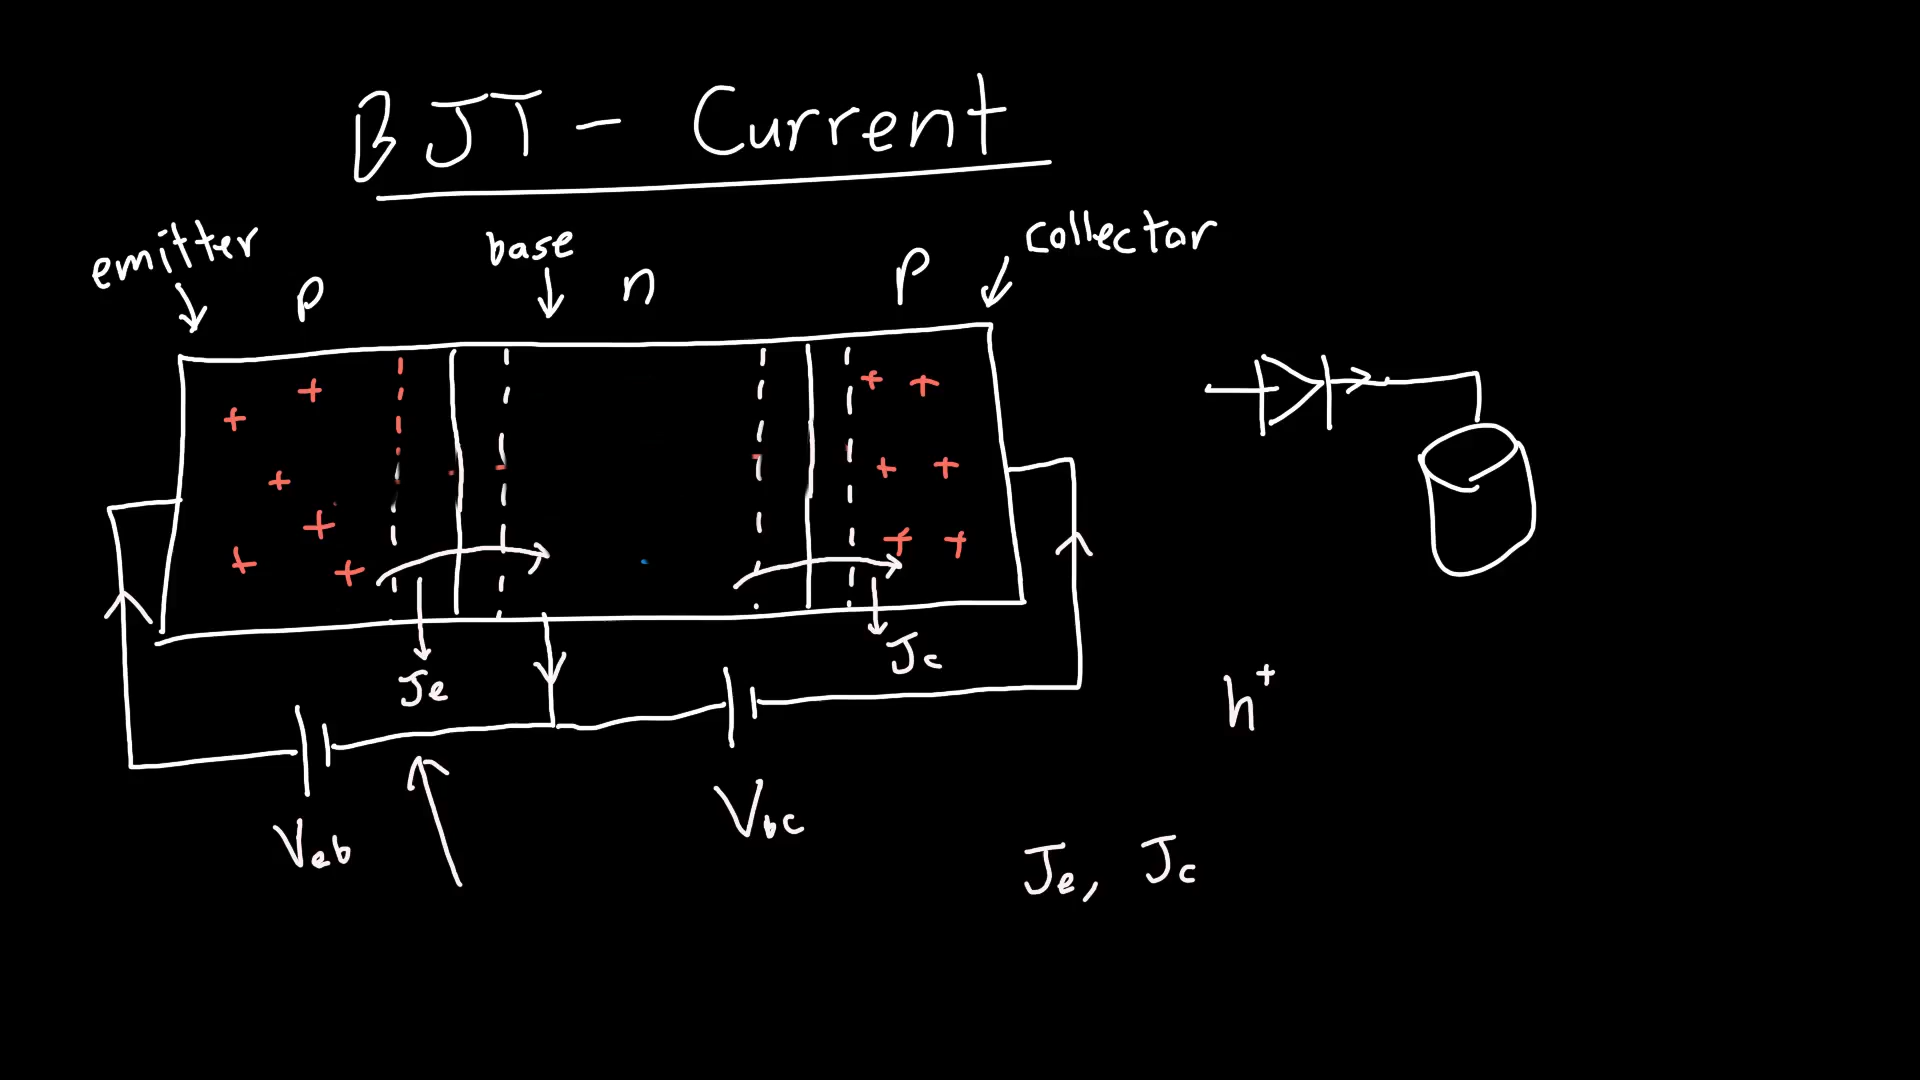 BJT - Current
emitter base collector
p n p
+ + + + + +
+ + + + + +
Je Jc
Veb Vbc
h+
Je, Jc